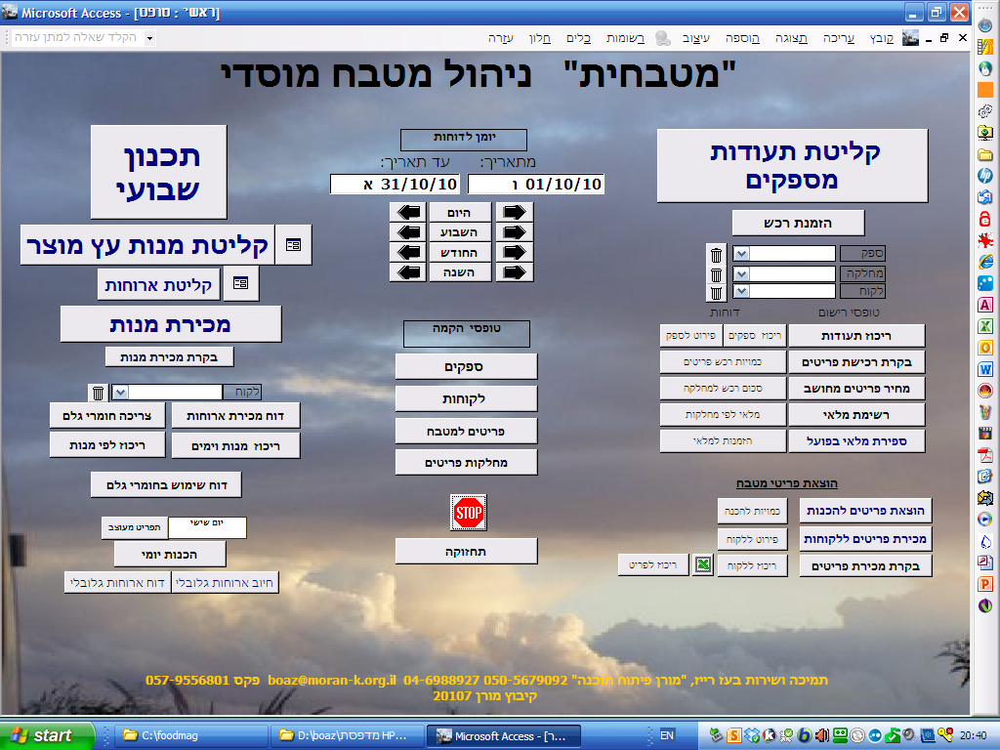 Microsoft Access - [ראשי : טופס]
קובץ עריכה תצוגה הוספה עיצוב רשומות כלים חלון עזרה
הקלד שאלה למתן עזרה
"מטבחית" ניהול מטבח מוסדי
קליטת תעודות
מספקים
הזמנת רכש
ספק
מחלקה
לקוח
טופסי רישום
דוחות
ריכוז תעודות
ריכוז ספקים
פירוט לספק
בקרת רכישת פריטים
כמויות רכש פריטים
מחיר פריטים מחושב
סכום רכש למחלקה
רשימת מלאי
מלאי לפי מחלקות
ספירת מלאי בפועל
הזמנות למלאי
הוצאת פריטי מטבח
הוצאת פריטים להכנות
כמויות להכנה
מכירת פריטים ללקוחות
פירוט ללקוח
בקרת מכירת פריטים
ריכוז ללקוח
ריכוז לפריט
יומן לדוחות
מתאריך:
עד תאריך:
01/10/10 ו
31/10/10 א
היום
השבוע
החודש
השנה
טופסי הקמה
ספקים
לקוחות
פריטים למטבח
מחלקות פריטים
STOP
תחזוקה
תכנון
שבועי
קליטת מנות עץ מוצר
קליטת ארוחות
מכירת מנות
בקרת מכירת מנות
לקוח
דוח מכירת ארוחות
צריכה חומרי גלם
ריכוז מנות וימים
ריכוז לפי מנות
דוח שימוש בחומרי גלם
יום שישי
תפריט מעוצב
הכנות יומי
חיוב ארוחות גלובלי
דוח ארוחות גלובלי
תמיכה ושירות בעז רייז, "מורן פיתוח תוכנה" 050-5679092 04-6988927 boaz@moran-k.org.il פקס 057-9556801
קיבוץ מורן 20107
start
C:\foodmag
D:\boaz\מדפסת HP...
Microsoft Access - [ר...
EN
20:40